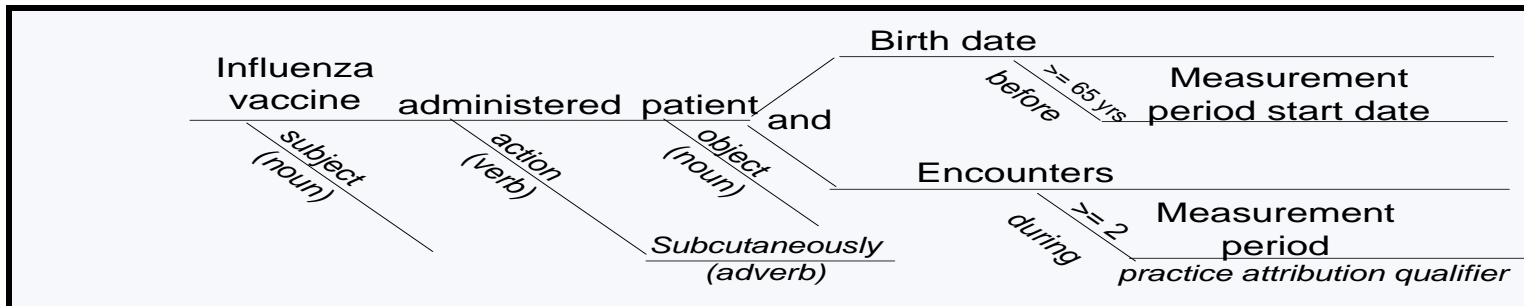 Influenza
vaccine
administered
patient
and
subject
(noun)
action
(verb)
object
(noun)
Subcutaneously
(adverb)
Birth date
before
>= 65 yrs
Measurement
period start date
Encounters
during
>= 2
Measurement
period
practice attribution qualifier